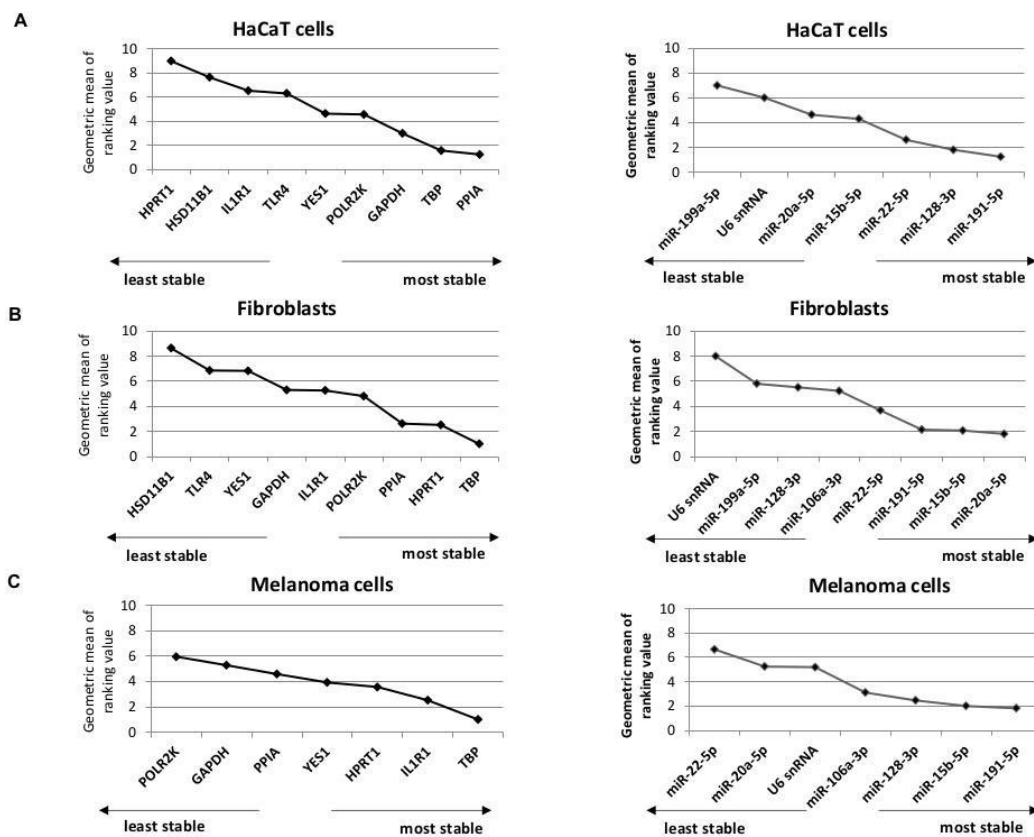 A
HaCaT cells
Geometric mean of
ranking value
10
8
6
4
2
0
HPRT1
HSD11B1
IL1R1
TLR4
YES1
POLR2K
GAPDH
TBP
PPIA
least stable
most stable
HaCaT cells
Geometric mean of
ranking value
10
8
6
4
2
0
miR-199a-5p
U6 snRNA
miR-20a-5p
miR-15b-5p
miR-22-5p
miR-128-3p
miR-191-5p
least stable
most stable
B
Fibroblasts
Geometric mean of
ranking value
10
8
6
4
2
0
HSD11B1
TLR4
YES1
GAPDH
IL1R1
POLR2K
PPIA
HPRT1
TBP
least stable
most stable
Fibroblasts
Geometric mean of
ranking value
10
8
6
4
2
0
U6 snRNA
miR-199a-5p
miR-128-3p
miR-106a-3p
miR-22-5p
miR-191-5p
miR-15b-5p
miR-20a-5p
least stable
most stable
C
Melanoma cells
Geometric mean of
ranking value
10
8
6
4
2
0
POLR2K
GAPDH
PPIA
YES1
HPRT1
IL1R1
TBP
least stable
most stable
Melanoma cells
Geometric mean of
ranking value
10
8
6
4
2
0
miR-22-5p
miR-20a-5p
U6 snRNA
miR-106a-3p
miR-128-3p
miR-15b-5p
miR-191-5p
least stable
most stable